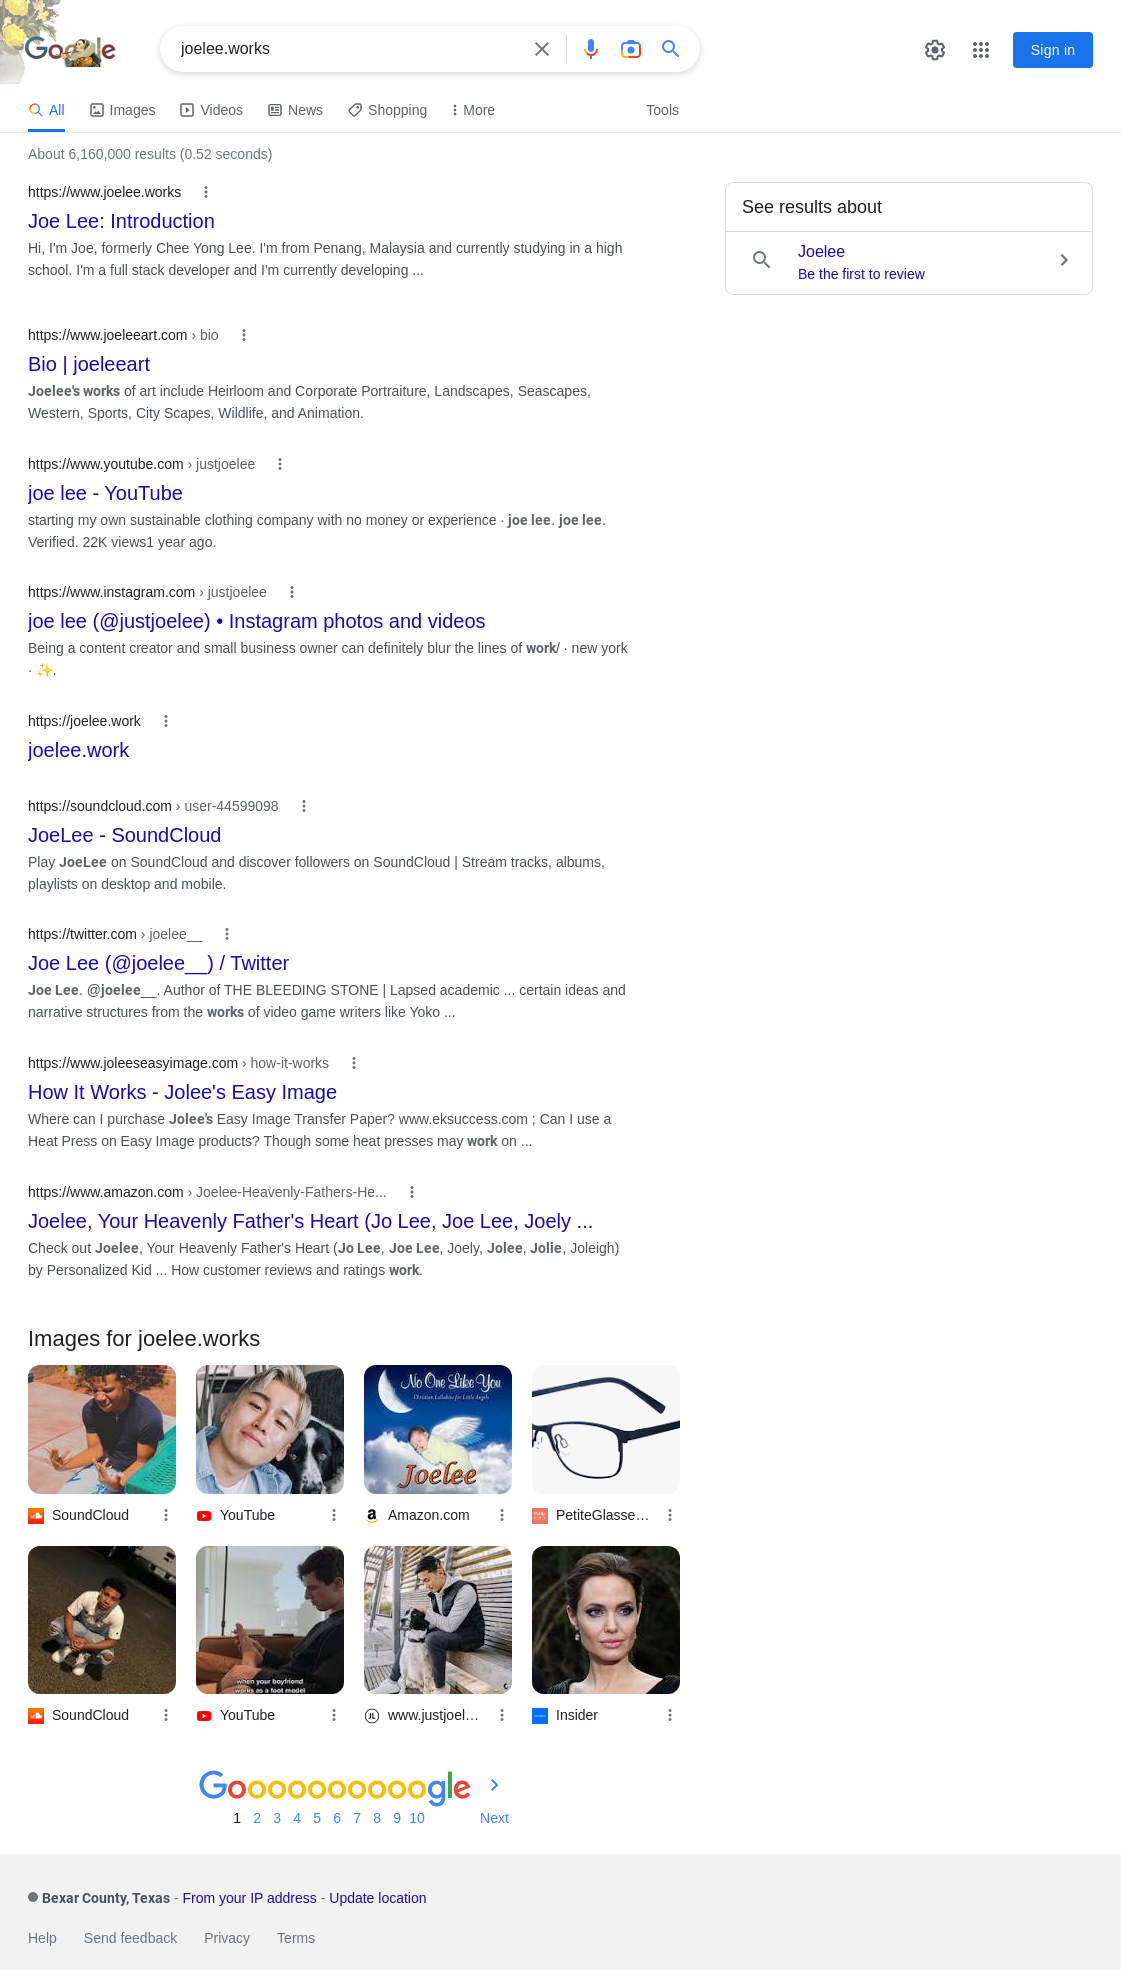 Google
joelee.works
Sign in
All Images Videos News Shopping More Tools
About 6,160,000 results (0.52 seconds)
https://www.joelee.works
Joe Lee: Introduction
Hi, I'm Joe, formerly Chee Yong Lee. I'm from Penang, Malaysia and currently studying in a high
school. I'm a full stack developer and I'm currently developing ...
See results about
Joelee
Be the first to review
https://www.joeleeart.com › bio
Bio | joeleeart
Joelee's works of art include Heirloom and Corporate Portraiture, Landscapes, Seascapes,
Western, Sports, City Scapes, Wildlife, and Animation.
https://www.youtube.com › justjoelee
joe lee - YouTube
starting my own sustainable clothing company with no money or experience · joe lee. joe lee.
Verified. 22K views1 year ago.
https://www.instagram.com › justjoelee
joe lee (@justjoelee) • Instagram photos and videos
Being a content creator and small business owner can definitely blur the lines of work/ · new york
· ✨.
https://joelee.work
joelee.work
https://soundcloud.com › user-44599098
JoeLee - SoundCloud
Play JoeLee on SoundCloud and discover followers on SoundCloud | Stream tracks, albums,
playlists on desktop and mobile.
https://twitter.com › joelee__
Joe Lee (@joelee__) / Twitter
Joe Lee. @joelee__. Author of THE BLEEDING STONE | Lapsed academic ... certain ideas and
narrative structures from the works of video game writers like Yoko ...
https://www.joleeseasyimage.com › how-it-works
How It Works - Jolee's Easy Image
Where can I purchase Jolee's Easy Image Transfer Paper? www.eksuccess.com ; Can I use a
Heat Press on Easy Image products? Though some heat presses may work on ...
https://www.amazon.com › Joelee-Heavenly-Fathers-He...
Joelee, Your Heavenly Father's Heart (Jo Lee, Joe Lee, Joely ...
Check out Joelee, Your Heavenly Father's Heart (Jo Lee, Joe Lee, Joely, Jolee, Jolie, Joleigh)
by Personalized Kid ... How customer reviews and ratings work.
Images for joelee.works
No One Like You
Christian Lullabies for Little Angels
Joelee
SoundCloud YouTube Amazon.com PetiteGlasse...
when your boyfriend
works as a foot model
SoundCloud YouTube JL www.justjoel... Insider
Goooooooooogle
1 2 3 4 5 6 7 8 9 10 Next
Bexar County, Texas - From your IP address - Update location
Help Send feedback Privacy Terms